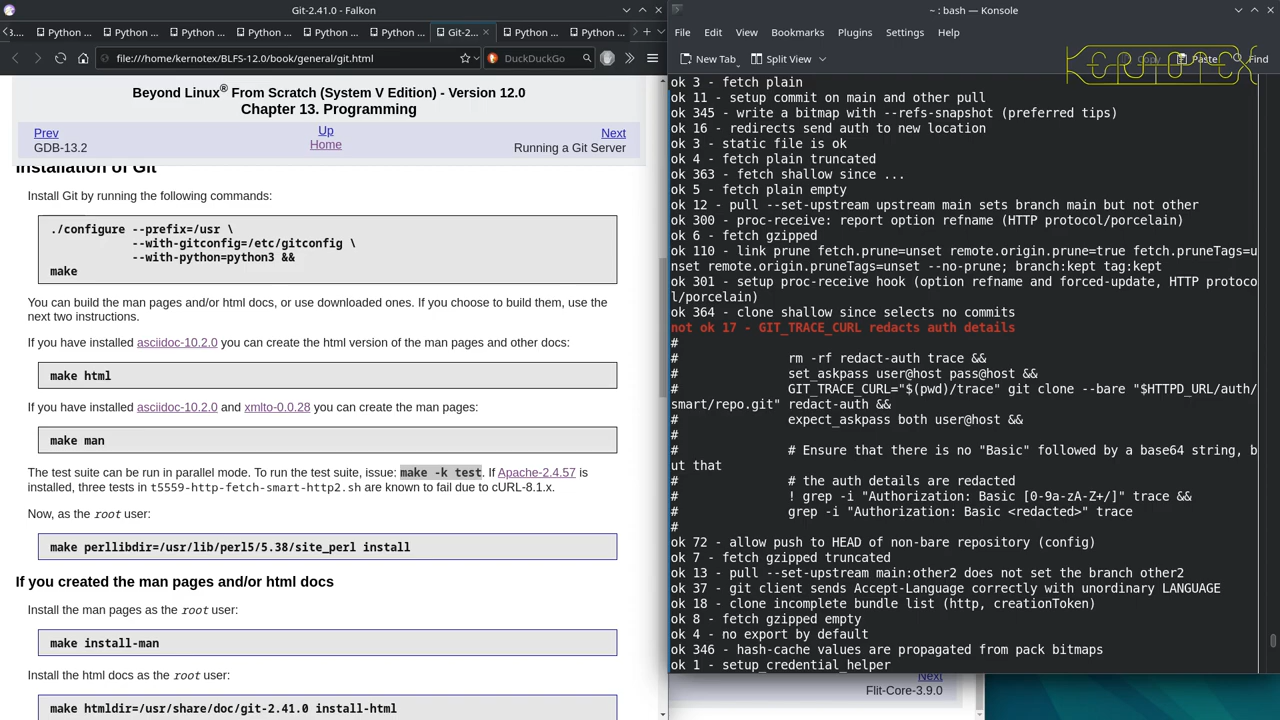 Git-2.41.0 - Falkon
Python ...
Python ...
Python ...
Python ...
Python ...
Python ...
Git-2...
Python ...
Python ...
file:///home/kernotex/BLFS-12.0/book/general/git.html
DuckDuckGo
Beyond Linux® From Scratch (System V Edition) - Version 12.0
Chapter 13. Programming
Prev
Up
Next
GDB-13.2
Home
Running a Git Server
Installation of Git
Install Git by running the following commands:
./configure --prefix=/usr \
--with-gitconfig=/etc/gitconfig \
--with-python=python3 &&
make
You can build the man pages and/or html docs, or use downloaded ones. If you choose to build them, use the
next two instructions.
If you have installed asciidoc-10.2.0 you can create the html version of the man pages and other docs:
make html
If you have installed asciidoc-10.2.0 and xmlto-0.0.28 you can create the man pages:
make man
The test suite can be run in parallel mode. To run the test suite, issue: make -k test. If Apache-2.4.57 is
installed, three tests in t5559-http-fetch-smart-http2.sh are known to fail due to cURL-8.1.x.
Now, as the root user:
make perllibdir=/usr/lib/perl5/5.38/site_perl install
If you created the man pages and/or html docs
Install the man pages as the root user:
make install-man
Install the html docs as the root user:
make htmldir=/usr/share/doc/git-2.41.0 install-html
~ : bash — Konsole
File Edit View Bookmarks Plugins Settings Help
New Tab Split View Copy Paste Find
KERNOTEX
ok 3 - fetch plain
ok 11 - setup commit on main and other pull
ok 345 - write a bitmap with --refs-snapshot (preferred tips)
ok 16 - redirects send auth to new location
ok 3 - static file is ok
ok 4 - fetch plain truncated
ok 363 - fetch shallow since ...
ok 5 - fetch plain empty
ok 12 - pull --set-upstream upstream main sets branch main but not other
ok 300 - proc-receive: report option refname (HTTP protocol/porcelain)
ok 6 - fetch gzipped
ok 110 - link prune fetch.prune=unset remote.origin.prune=true fetch.pruneTags=u
nset remote.origin.pruneTags=unset --no-prune; branch:kept tag:kept
ok 301 - setup proc-receive hook (option refname and forced-update, HTTP protoco
l/porcelain)
ok 364 - clone shallow since selects no commits
not ok 17 - GIT_TRACE_CURL redacts auth details
#
# rm -rf redact-auth trace &&
# set_askpass user@host pass@host &&
# GIT_TRACE_CURL="$(pwd)/trace" git clone --bare "$HTTPD_URL/auth/
smart/repo.git" redact-auth &&
# expect_askpass both user@host &&
#
# # Ensure that there is no "Basic" followed by a base64 string, b
ut that
# # the auth details are redacted
# ! grep -i "Authorization: Basic [0-9a-zA-Z+/]" trace &&
# grep -i "Authorization: Basic <redacted>" trace
#
ok 72 - allow push to HEAD of non-bare repository (config)
ok 7 - fetch gzipped truncated
ok 13 - pull --set-upstream main:other2 does not set the branch other2
ok 37 - git client sends Accept-Language correctly with unordinary LANGUAGE
ok 18 - clone incomplete bundle list (http, creationToken)
ok 8 - fetch gzipped empty
ok 4 - no export by default
ok 346 - hash-cache values are propagated from pack bitmaps
ok 1 - setup_credential_helper
Next
Flit-Core-3.9.0